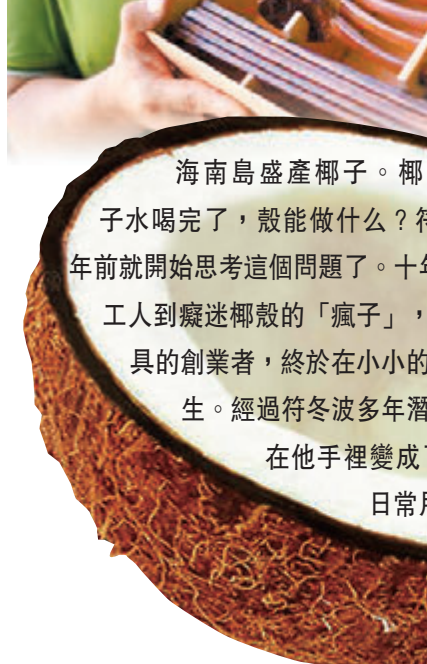 海南島盛產椰子。椰
子水喝完了，殼能做什么？符
年前就開始思考這個問題了。十年
工人到癡迷椰殼的「瘋子」，
具的創業者，終於在小小的
生。經過符冬波多年潛
在他手裡變成
日常用